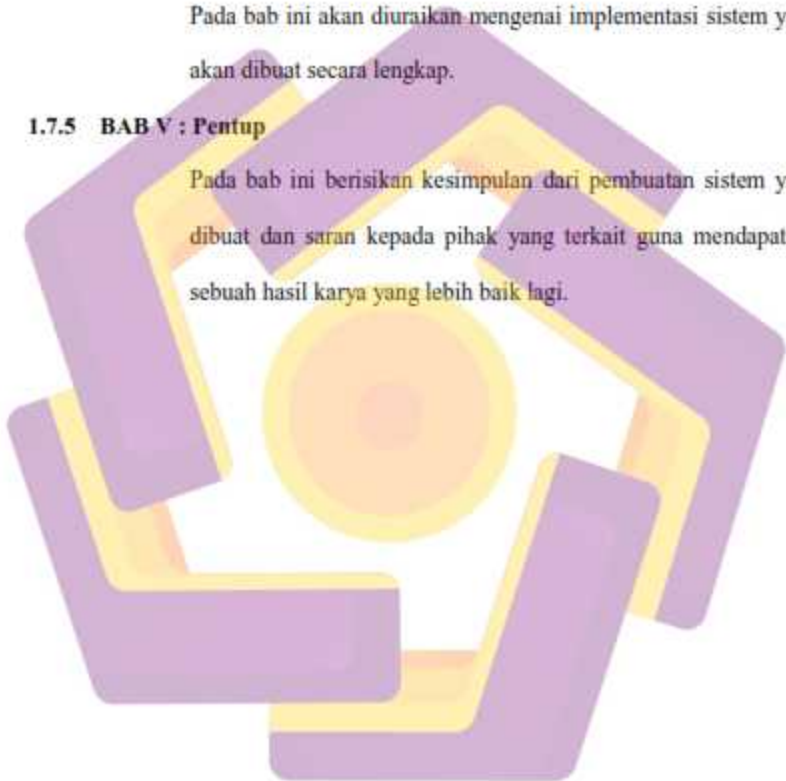 Pada bab ini akan diuraikan mengenai implementasi sistem y
akan dibuat secara lengkap.
1.7.5 BAB V : Pentup
Pada bab ini berisikan kesimpulan dari pembuatan sistem y
dibuat dan saran kepada pihak yang terkait guna mendapat
sebuah hasil karya yang lebih baik lagi.